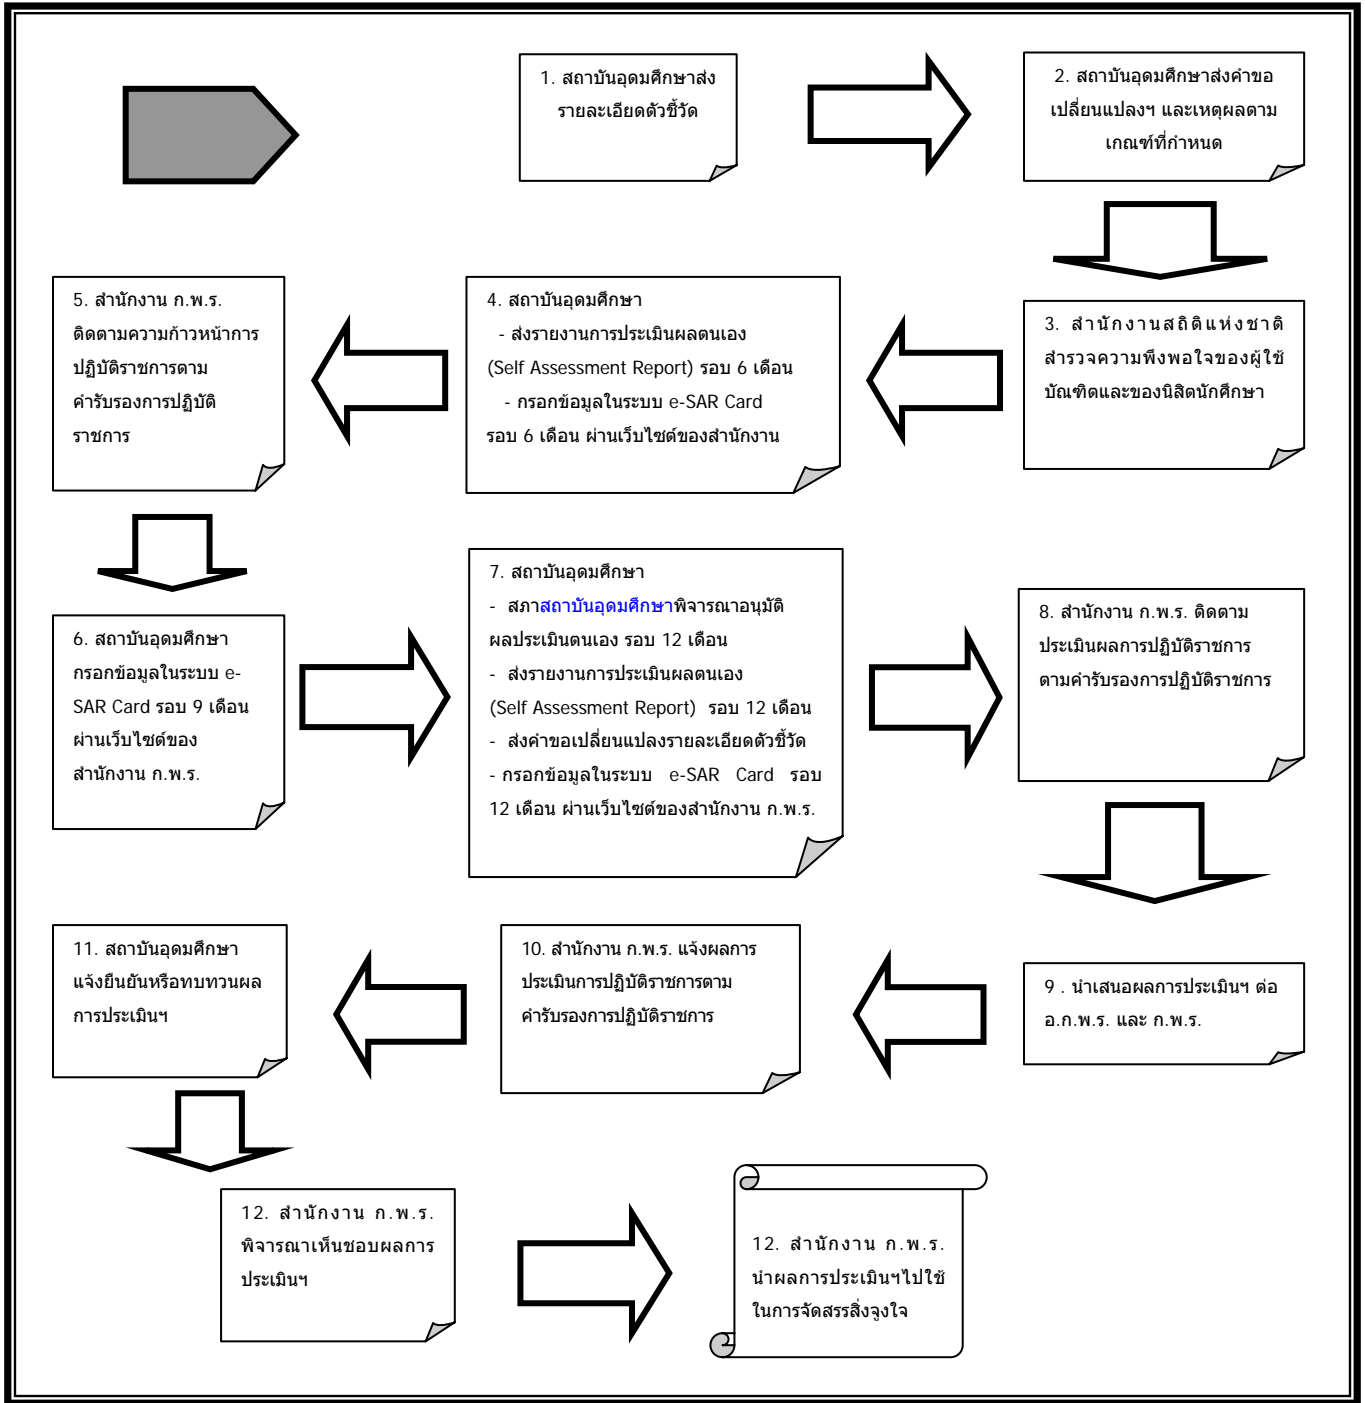 1. สถาบันอุดมศึกษาส่ง
รายละเอียดตัวชี้วัด
2. สถาบันอุดมศึกษาส่งคำขอ
เปลี่ยนแปลงฯ และเหตุผลตาม
เกณฑ์ที่กำหนด
3. สำนักงานสถิติแห่งชาติ
สำรวจความพึงพอใจของผู้ใช้
บัณฑิตและของนิสิตนักศึกษา
4. สถาบันอุดมศึกษา
- ส่งรายงานการประเมินผลตนเอง
(Self Assessment Report) รอบ 6 เดือน
- กรอกข้อมูลในระบบ e-SAR Card
รอบ 6 เดือน ผ่านเว็บไซต์ของสำนักงาน
5. สำนักงาน ก.พ.ร.
ติดตามความก้าวหน้าการ
ปฏิบัติราชการตาม
คำรับรองการปฏิบัติ
ราชการ
6. สถาบันอุดมศึกษา
กรอกข้อมูลในระบบ e-
SAR Card รอบ 9 เดือน
ผ่านเว็บไซต์ของ
สำนักงาน ก.พ.ร.
7. สถาบันอุดมศึกษา
- สภาสถาบันอุดมศึกษาพิจารณาอนุมัติ
ผลประเมินตนเอง รอบ 12 เดือน
- ส่งรายงานการประเมินผลตนเอง
(Self Assessment Report) รอบ 12 เดือน
- ส่งคำขอเปลี่ยนแปลงรายละเอียดตัวชี้วัด
- กรอกข้อมูลในระบบ e-SAR Card รอบ
12 เดือน ผ่านเว็บไซต์ของสำนักงาน ก.พ.ร.
8. สำนักงาน ก.พ.ร. ติดตาม
ประเมินผลการปฏิบัติราชการ
ตามคำรับรองการปฏิบัติราชการ
9 . นำเสนอผลการประเมินฯ ต่อ
อ.ก.พ.ร. และ ก.พ.ร.
10. สำนักงาน ก.พ.ร. แจ้งผลการ
ประเมินการปฏิบัติราชการตาม
คำรับรองการปฏิบัติราชการ
11. สถาบันอุดมศึกษา
แจ้งยืนยันหรือทบทวนผล
การประเมินฯ
12. สำนักงาน ก.พ.ร.
พิจารณาเห็นชอบผลการ
ประเมินฯ
12. สำนักงาน ก.พ.ร.
นำผลการประเมินฯไปใช้
ในการจัดสรรสิ่งจูงใจ